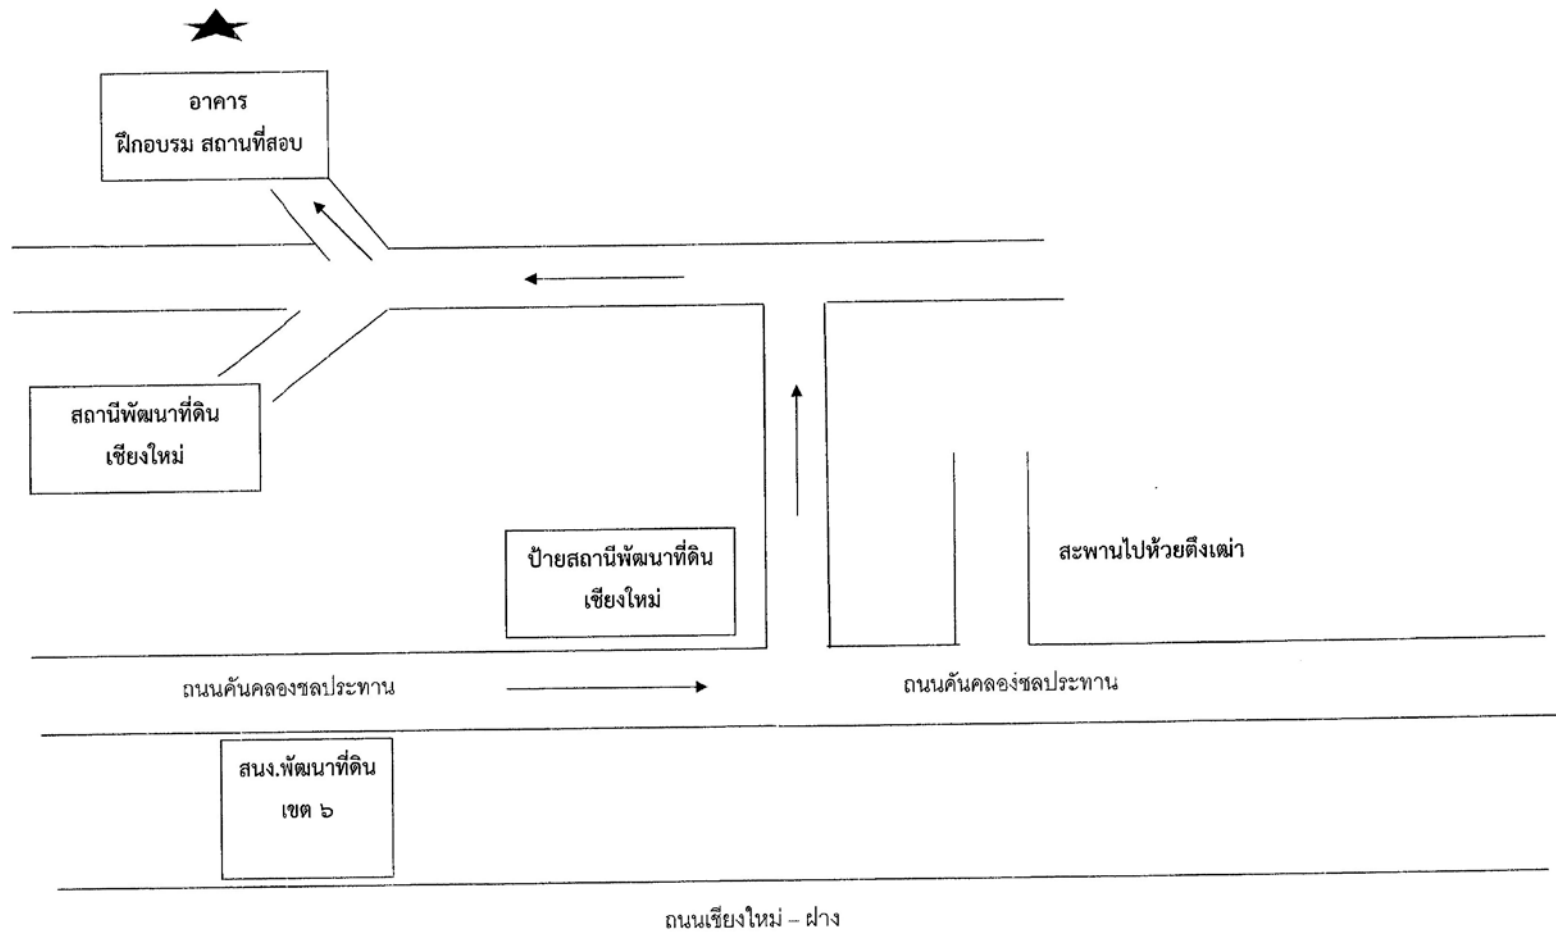 อาคาร
ฝึกอบรม สถานที่สอบ
สถานีพัฒนาที่ดิน
เชียงใหม่
ป้ายสถานีพัฒนาที่ดิน
เชียงใหม่
สะพานไปห้วยตึงเฒ่า
ถนนคันคลองชลประทาน
ถนนคันคลองชลประทาน
สนง.พัฒนาที่ดิน
เขต ๖
ถนนเชียงใหม่ – ฝาง